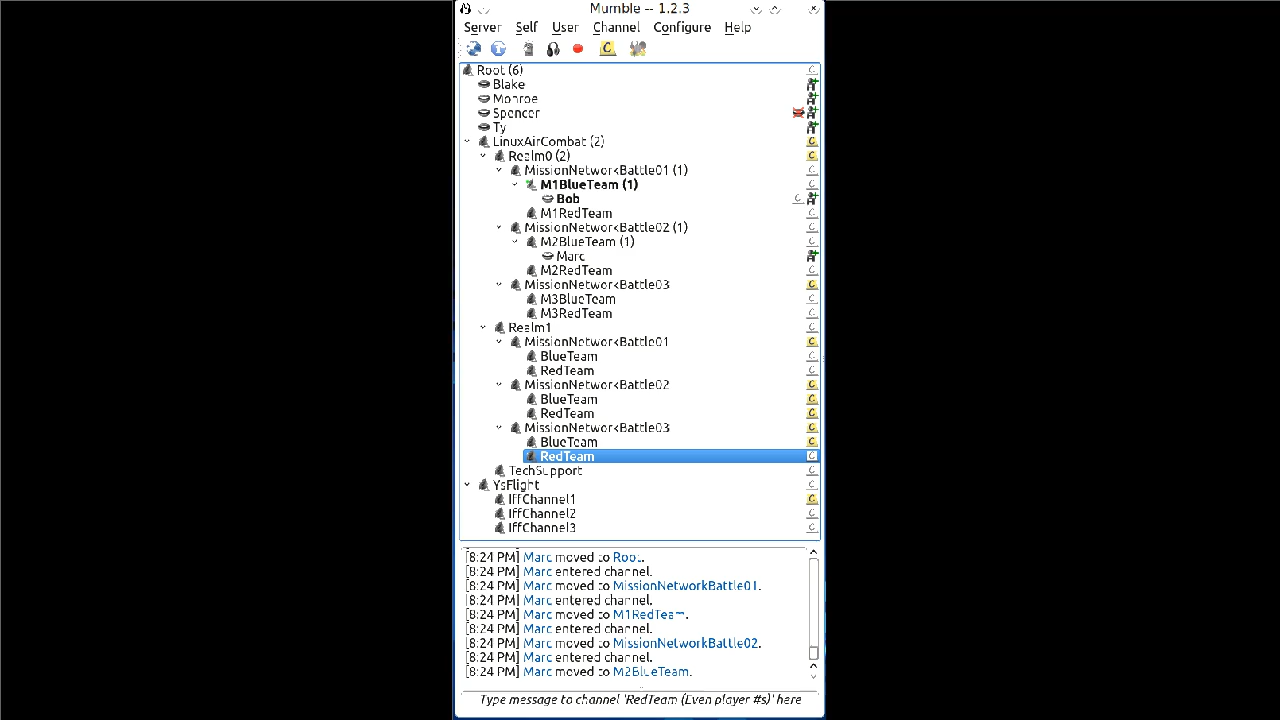 Mumble -- 1.2.3
Server Self User Channel Configure Help
Root (6)
Blake
Monroe
Spencer
Ty
LinuxAirCombat (2)
Realm0 (2)
MissionNetworkBattle01 (1)
M1BlueTeam (1)
Bob
M1RedTeam
MissionNetworkBattle02 (1)
M2BlueTeam (1)
Marc
M2RedTeam
MissionNetworkBattle03
M3BlueTeam
M3RedTeam
Realm1
MissionNetworkBattle01
BlueTeam
RedTeam
MissionNetworkBattle02
BlueTeam
RedTeam
MissionNetworkBattle03
BlueTeam
RedTeam
TechSupport
YsFlight
IffChannel1
IffChannel2
IffChannel3
[8:24 PM] Marc moved to Root.
[8:24 PM] Marc entered channel.
[8:24 PM] Marc moved to MissionNetworkBattle01.
[8:24 PM] Marc entered channel.
[8:24 PM] Marc moved to M1RedTeam.
[8:24 PM] Marc entered channel.
[8:24 PM] Marc moved to MissionNetworkBattle02.
[8:24 PM] Marc entered channel.
[8:24 PM] Marc moved to M2BlueTeam.
Type message to channel 'RedTeam (Even player #s)' here